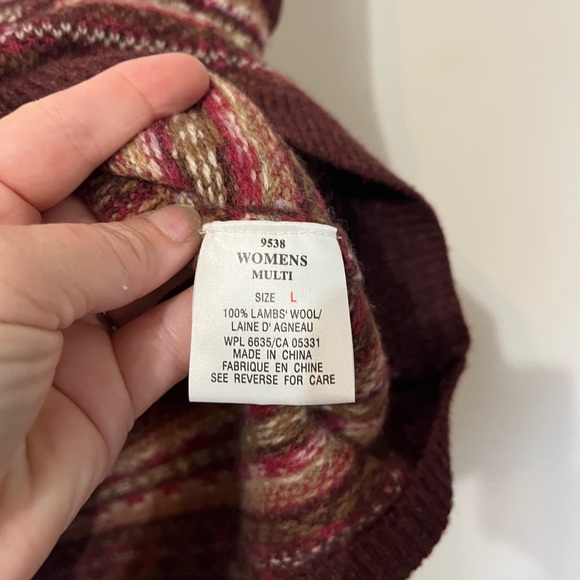 9538
WOMENS
MULTI
SIZE L
100% LAMBS' WOOL/
LAINE D' AGNEAU
WPL 6635/CA 05331
MADE IN CHINA
FABRIQUE EN CHINE
SEE REVERSE FOR CARE